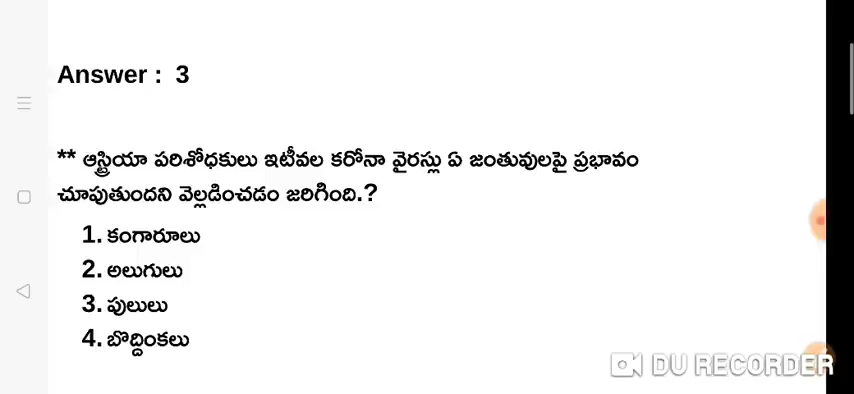 Answer :  3
** ఆస్ట్రియా పరిశోధకులు ఇటీవల కరోనా వైరస్లు ఏ జంతువులపై ప్రభావం
చూపుతుందని వెల్లడించడం జరిగింది.?
1. కంగారూలు
2. అలుగులు
3. పులులు
4. బొద్దింకలు
DU RECORDER